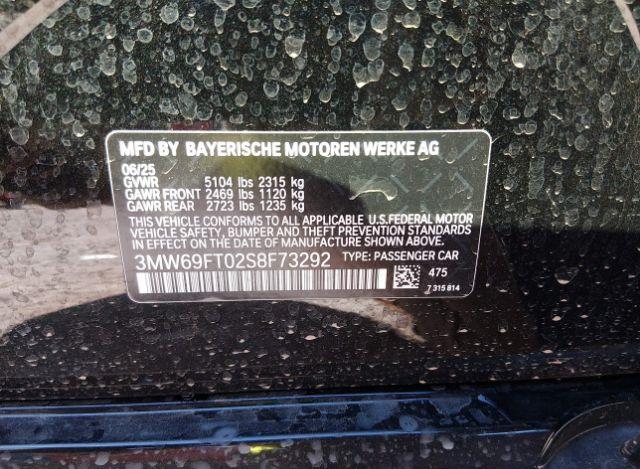 MFD BY BAYERISCHE MOTOREN WERKE AG
06/25
GVWR 5104 lbs 2315 kg
GAWR FRONT 2469 lbs 1120 kg
GAWR REAR 2723 lbs 1235 kg
THIS VEHICLE CONFORMS TO ALL APPLICABLE U.S.FEDERAL MOTOR
VEHICLE SAFETY, BUMPER AND THEFT PREVENTION STANDARDS IN
EFFECT ON THE DATE OF MANUFACTURE SHOWN ABOVE.
3MW69FT02S8F73292 TYPE: PASSENGER CAR
475
7 315 814